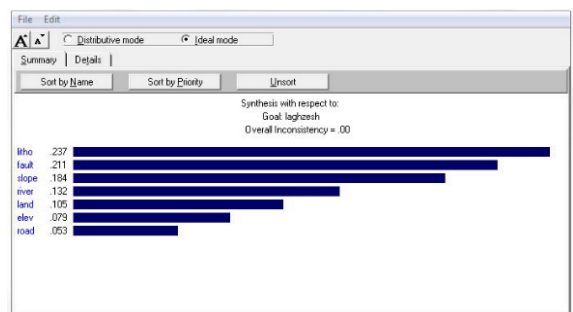 File Edit
A A Distributive mode Ideal mode
Summary Details
Sort by Name Sort by Priority Unsort
Synthesis with respect to:
Goal: laghzesh
Overall Inconsistency = .00
litho .237
fault .211
slope .184
river .132
land .105
elev .079
road .053